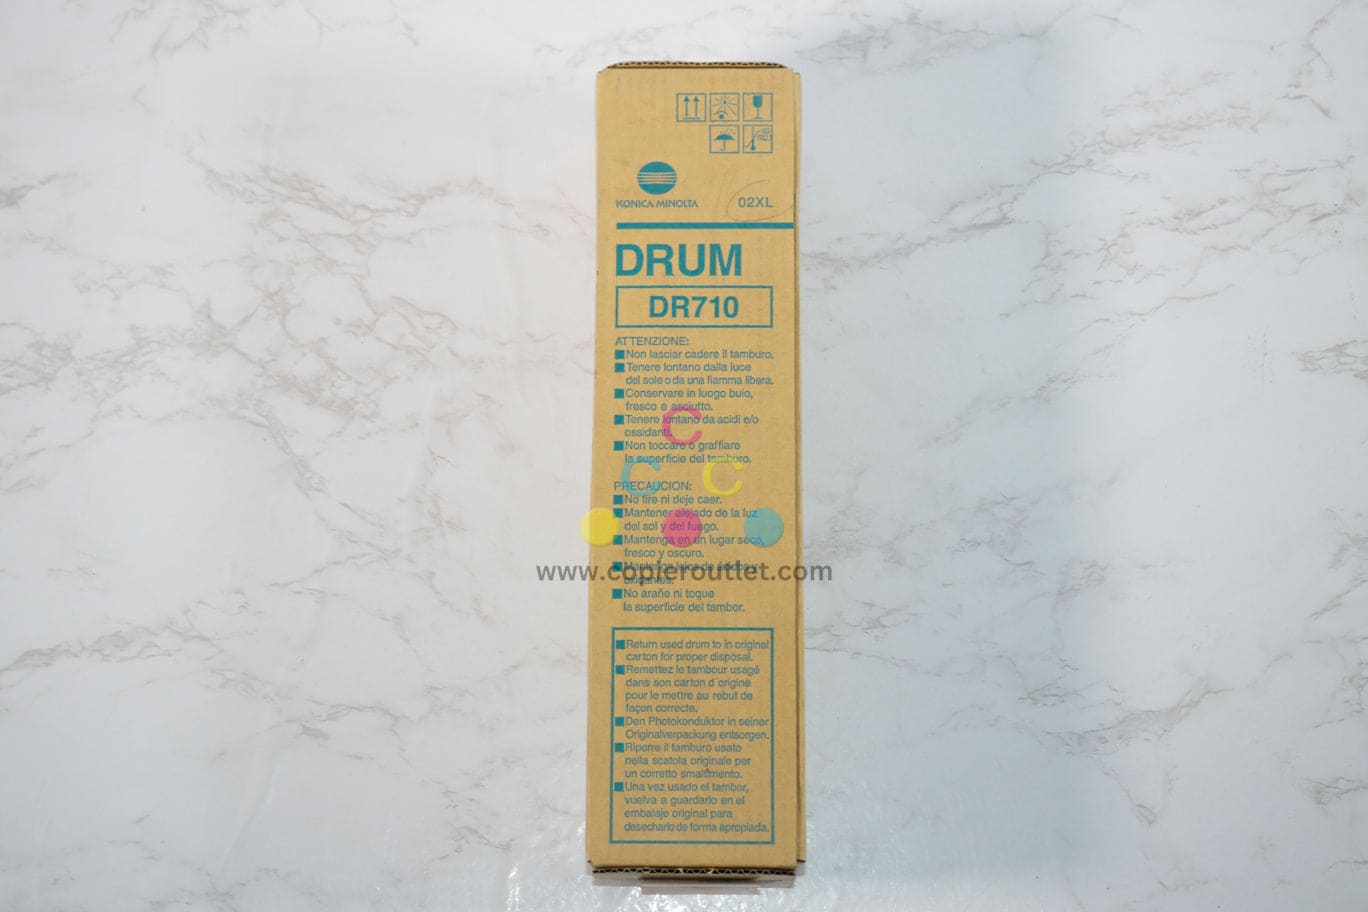 KONICA MINOLTA
02XL
DRUM
DR710
ATTENZIONE:
Non lasciar cadere il tamburo.
Tenere lontano dalla luce
del sole o da una fiamma libera.
Conservare in luogo buio,
fresco e asciutto.
Tenere lontano da acidi e/o
ossidanti.
Non toccare o graffiare
la superficie del tamburo.
PRECAUCION:
No tire ni deje caer.
Mantener alejado de la luz
del sol y del fuego.
Mantenga en un lugar seco,
fresco y oscuro.
Mantenga lejos de ácidos y
www.copieroutlet.com
oxidantes.
No arañe ni toque
la superficie del tambor.
Return used drum to in original
carton for proper disposal.
Remettez le tambour usagé
dans son carton d'origine
pour le mettre au rebut de
façon correcte.
Den Photokonduktor in seiner
Originalverpackung entsorgen.
Riporre il tamburo usato
nella scatola originale per
un corretto smaltimento.
Una vez usado el tambor,
vuelva a guardarlo en el
embalaje original para
desecharlo de forma apropiada.
C
C C